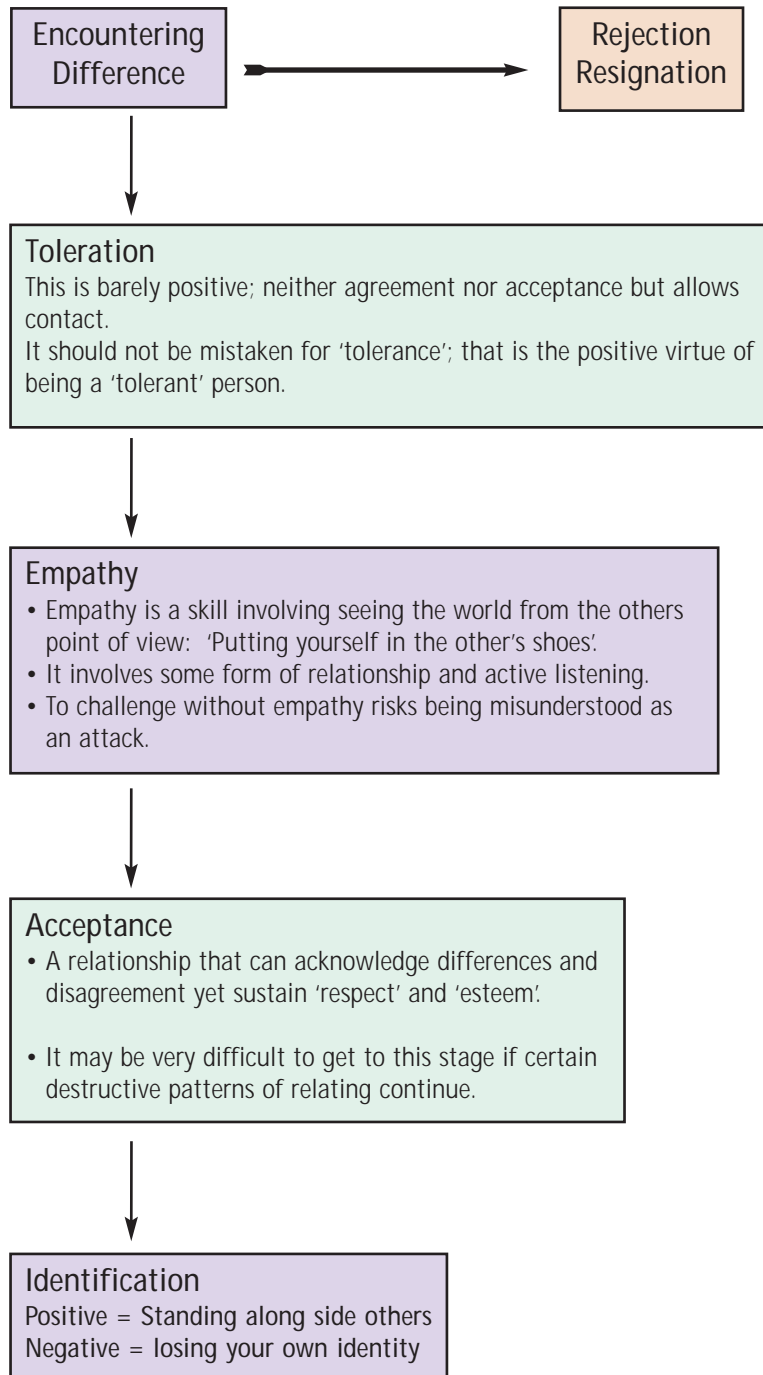 Encountering
Difference
Rejection
Resignation
Toleration
This is barely positive; neither agreement nor acceptance but allows
contact.
It should not be mistaken for ‘tolerance’; that is the positive virtue of
being a ‘tolerant’ person.
Empathy
• Empathy is a skill involving seeing the world from the others
point of view: ‘Putting yourself in the other’s shoes’.
• It involves some form of relationship and active listening.
• To challenge without empathy risks being misunderstood as
an attack.
Acceptance
• A relationship that can acknowledge differences and
disagreement yet sustain ‘respect’ and ‘esteem’.
• It may be very difficult to get to this stage if certain
destructive patterns of relating continue.
Identification
Positive = Standing along side others
Negative = losing your own identity